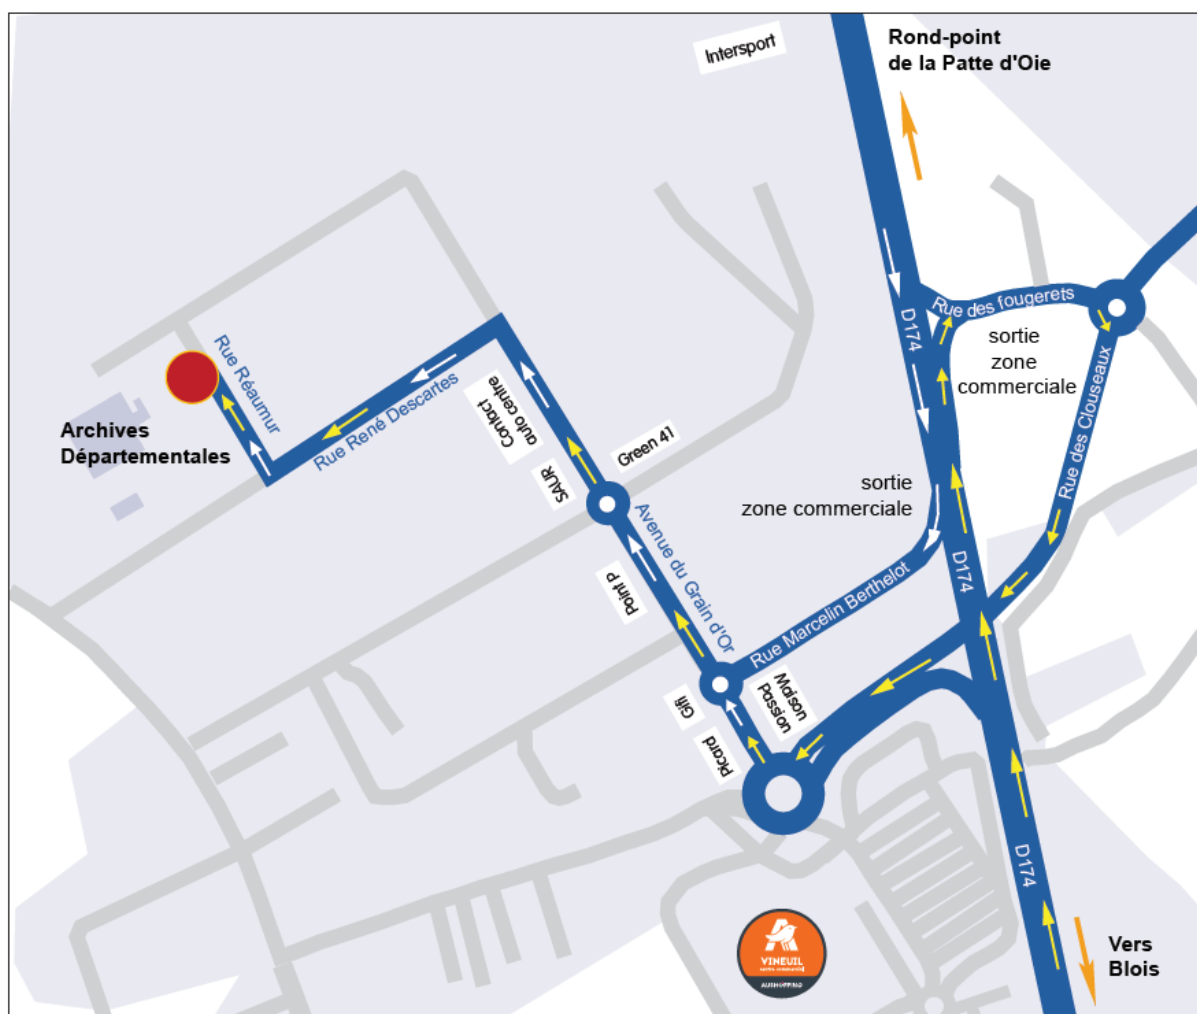 Intersport
Rond-point
de la Patte d'Oie
D174
Rue des fougerets
sortie
zone
commerciale
Rue des Clouseaux
Rue Réaumur
Rue René Descartes
Archives
Départementales
Contact
auto centre
SAUR
Green 41
sortie
zone commerciale
Avenue du Grain d'Or
Point P
D174
Rue Marcelin Berthelot
Maison
Passion
Gifi
Picard
D174
VINEUIL
AUSHOPPING
Vers
Blois